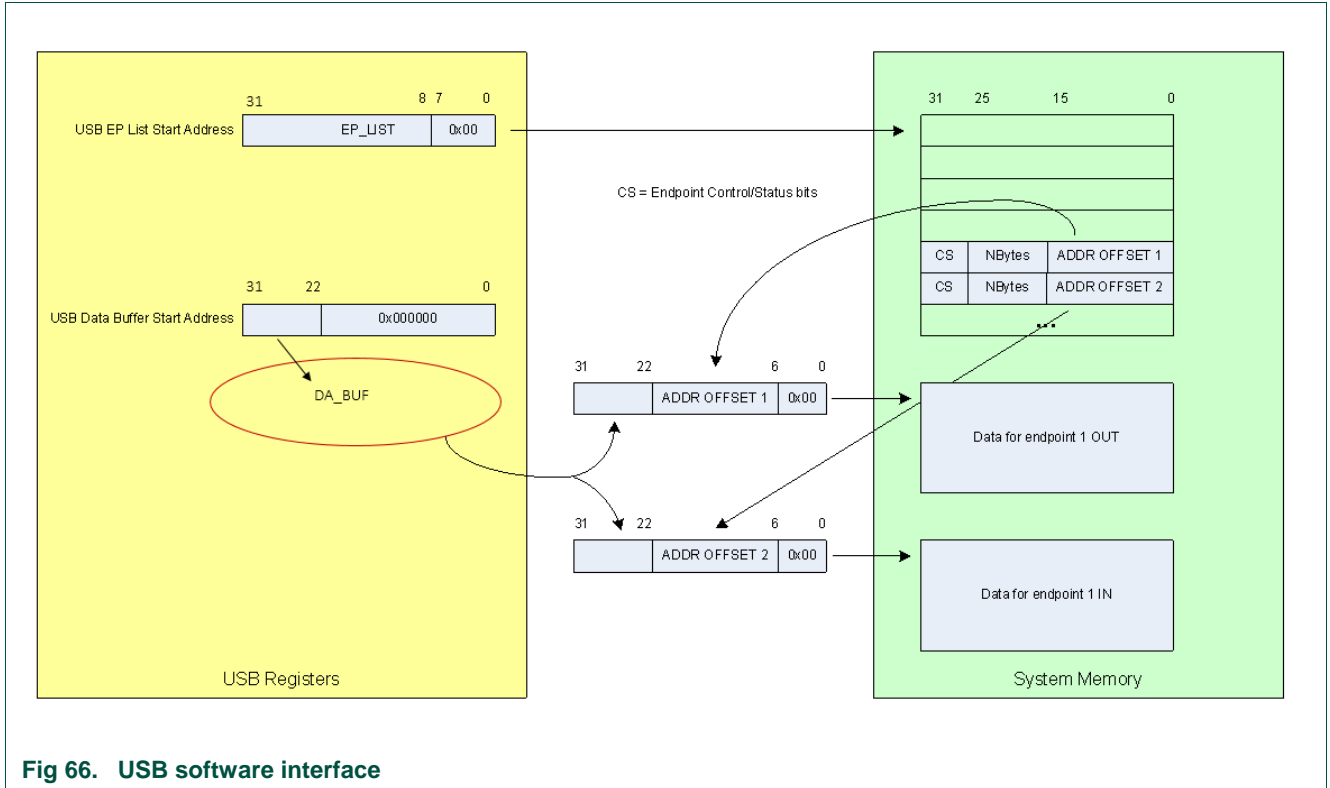 31 8 7 0
USB EP List Start Address EP_LIST 0x00
31 25 15 0
CS = Endpoint Control/Status bits
CS NBytes ADDR OFFSET 1
CS NBytes ADDR OFFSET 2
...
31 22 0
USB Data Buffer Start Address 0x000000
DA_BUF
31 22 6 0
ADDR OFFSET 1 0x00
Data for endpoint 1 OUT
31 22 6 0
ADDR OFFSET 2 0x00
Data for endpoint 1 IN
USB Registers
System Memory
Fig 66. USB software interface